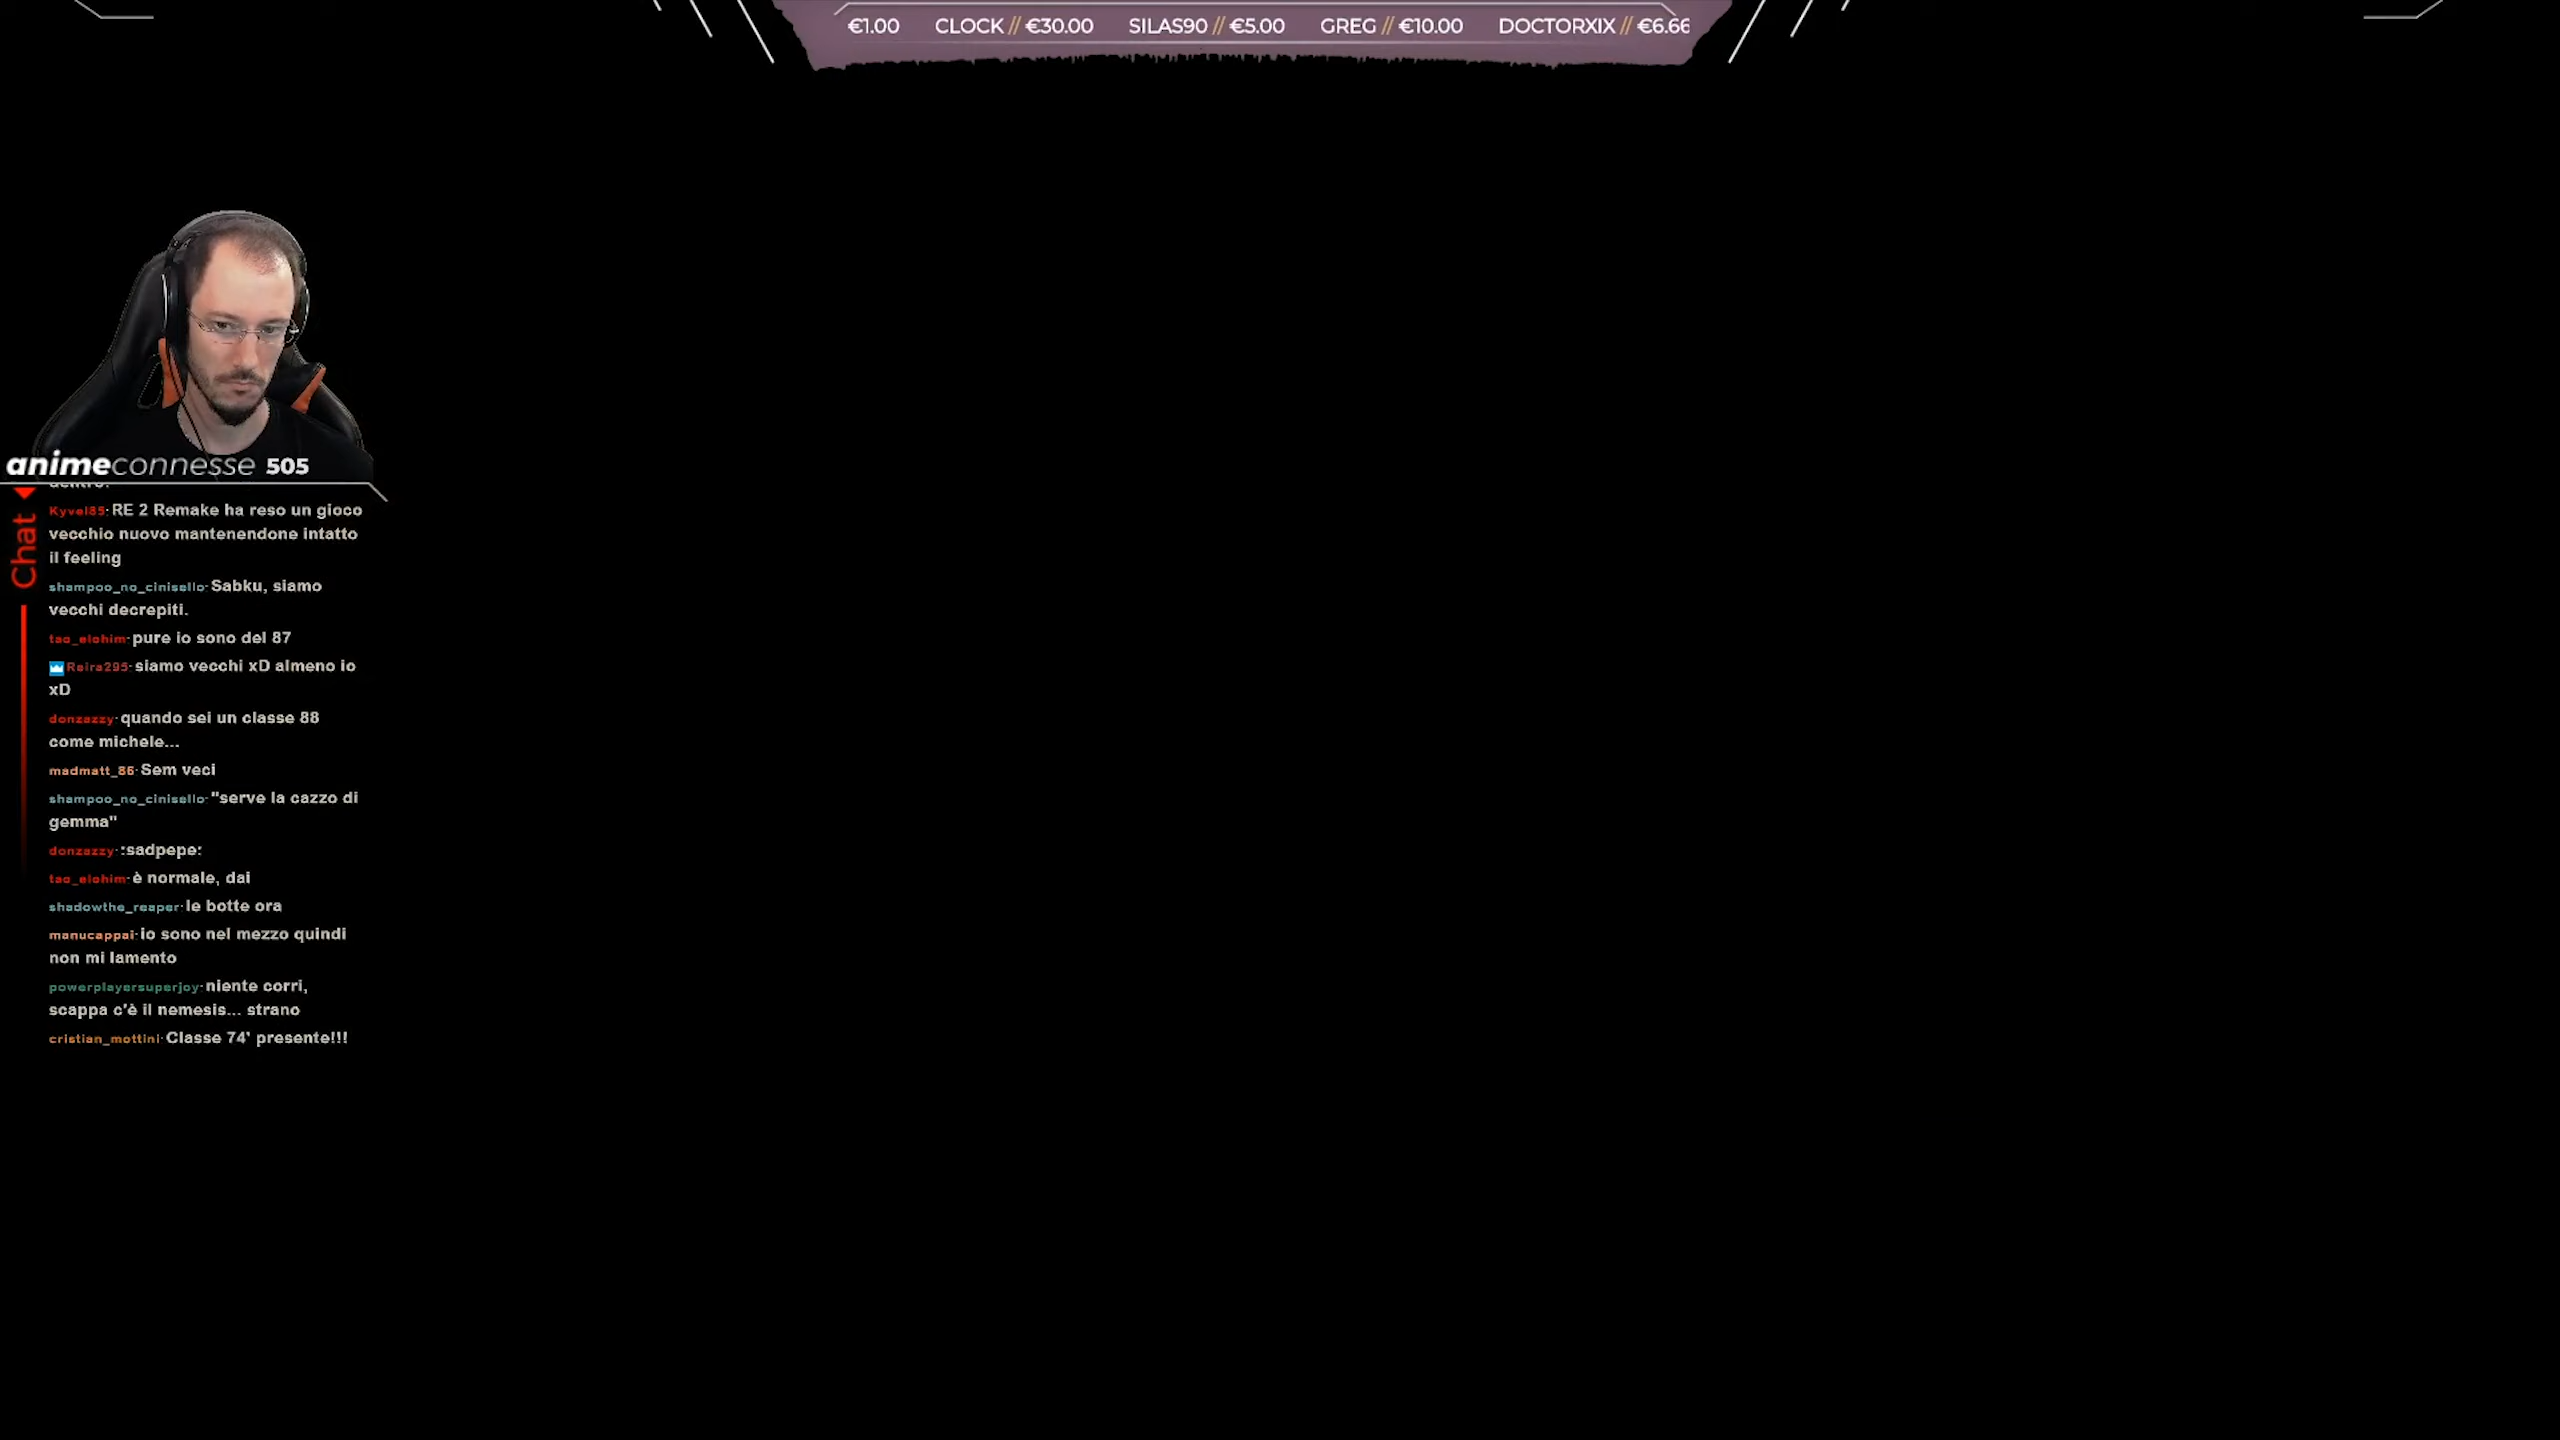 €1.00 CLOCK // €30.00 SILAS90 // €5.00 GREG // €10.00 DOCTORXIX // €6.66
animeconnesse 505
Chat
Kyvel85: RE 2 Remake ha reso un gioco
vecchio nuovo mantenendone intatto
il feeling
shampoo_no_cinisello: Sabku, siamo
vecchi decrepiti.
tao_elohim: pure io sono del 87
Raira295: siamo vecchi xD almeno io
xD
donzazzy: quando sei un classe 88
come michele...
madmatt_86: Sem veci
shampoo_no_cinisello: "serve la cazzo di
gemma"
donzazzy: :sadpepe:
tao_elohim: è normale, dai
shadowthe_reaper: le botte ora
manucappai: io sono nel mezzo quindi
non mi lamento
powerplayersuperjoy: niente corri,
scappa c'è il nemesis... strano
cristian_mottini: Classe 74' presente!!!